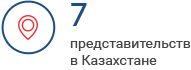 7
представительств
в Казахстане